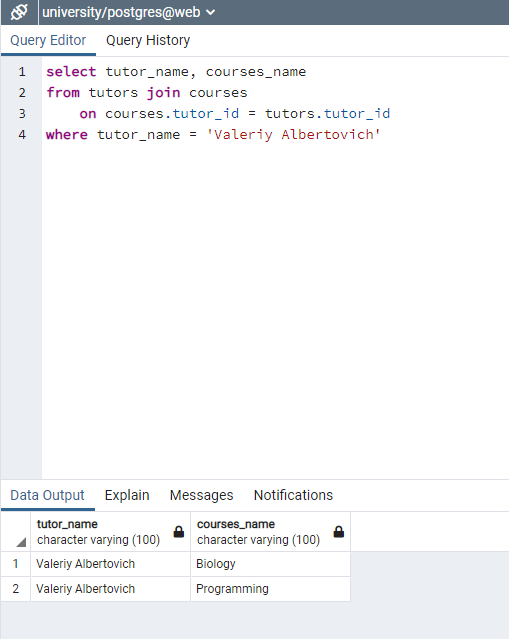 university/postgres@web
Query Editor Query History
1 select tutor_name, courses_name
2 from tutors join courses
3 on courses.tutor_id = tutors.tutor_id
4 where tutor_name = 'Valeriy Albertovich'
Data Output Explain Messages Notifications
tutor_name courses_name
character varying (100) character varying (100)
1 Valeriy Albertovich Biology
2 Valeriy Albertovich Programming